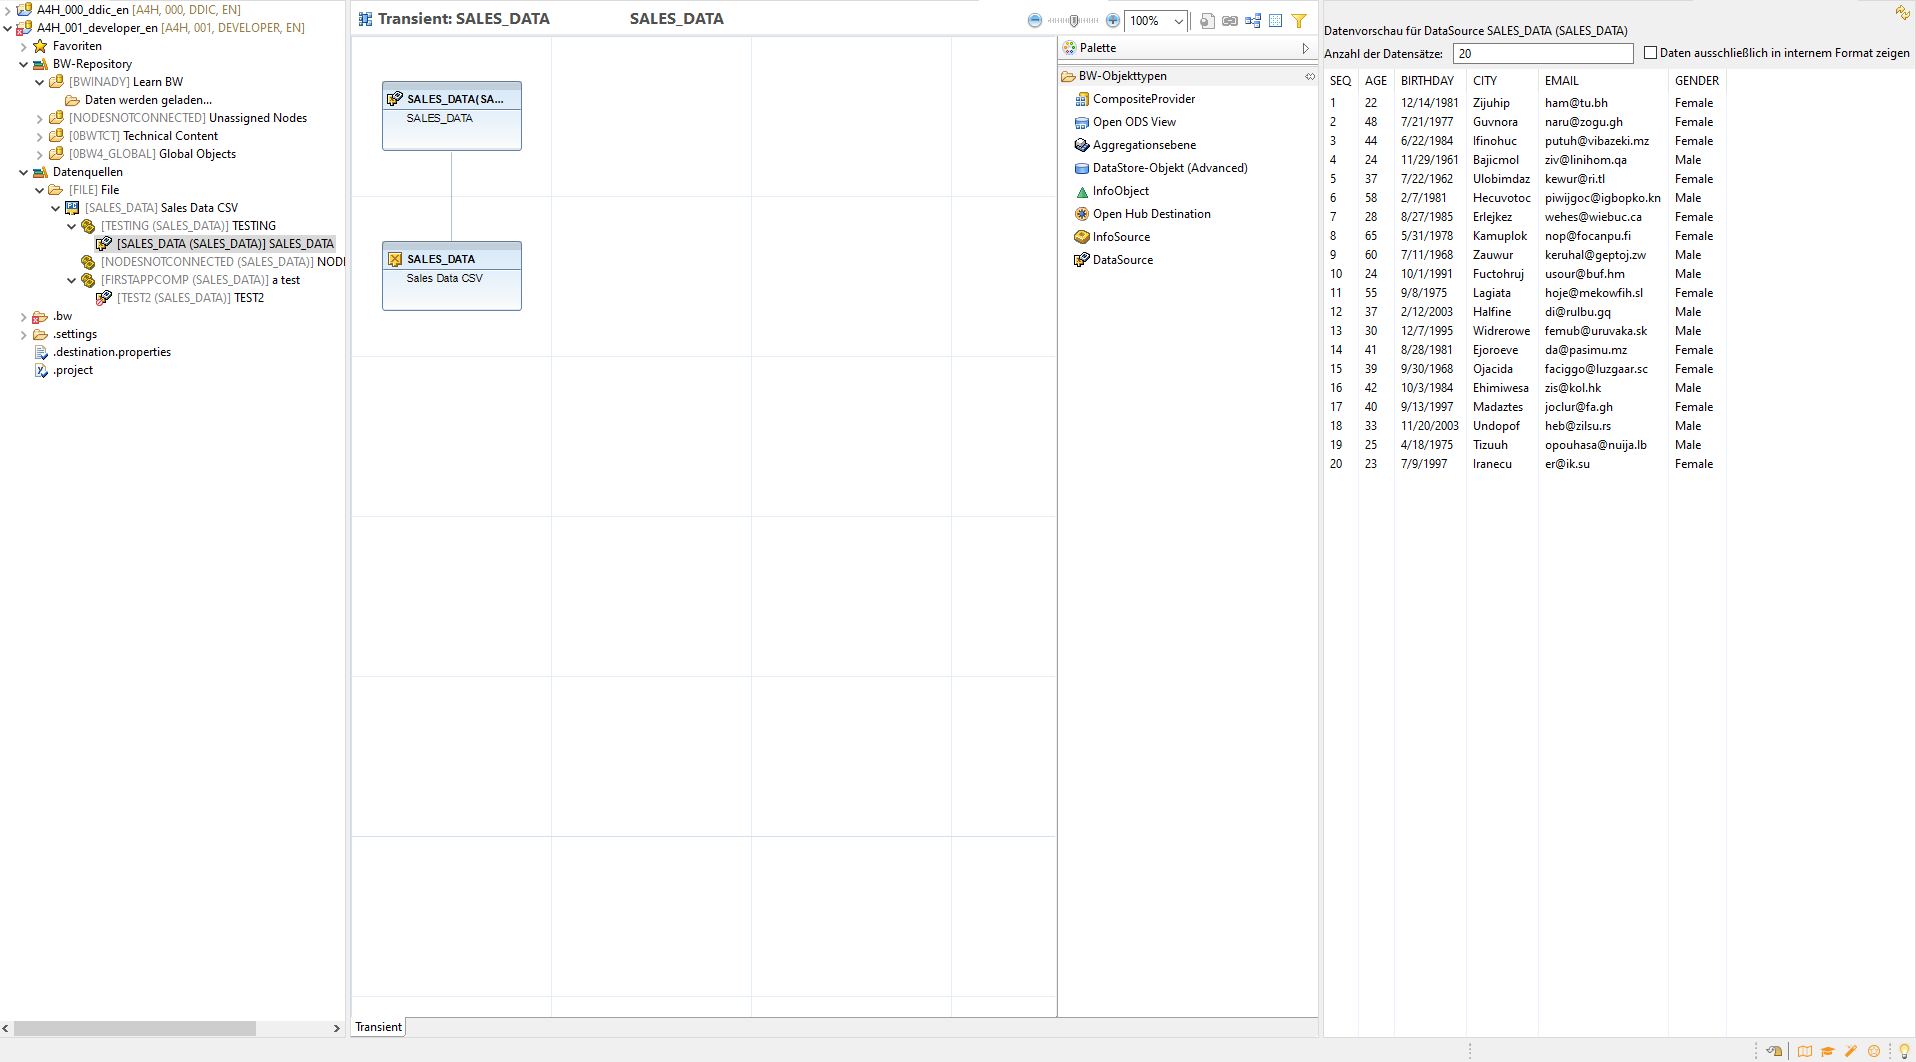 A4H_000_ddic_en [A4H, 000, DDIC, EN]
A4H_001_developer_en [A4H, 001, DEVELOPER, EN]
Favoriten
BW-Repository
[BWINADY] Learn BW
Daten werden geladen...
[NODESNOTCONNECTED] Unassigned Nodes
[0BWTCT] Technical Content
[0BW4_GLOBAL] Global Objects
Datenquellen
[FILE] File
[SALES_DATA] Sales Data CSV
[TESTING (SALES_DATA)] TESTING
[SALES_DATA (SALES_DATA)] SALES_DATA
[NODESNOTCONNECTED (SALES_DATA)] NODI
[FIRSTAPPCOMP (SALES_DATA)] a test
[TEST2 (SALES_DATA)] TEST2
.bw
.settings
.destination.properties
.project
Transient: SALES_DATA SALES_DATA
100%
SALES_DATA(SA...
SALES_DATA
SALES_DATA
Sales Data CSV
Transient
Palette
BW-Objekttypen
CompositeProvider
Open ODS View
Aggregationsebene
DataStore-Objekt (Advanced)
InfoObject
Open Hub Destination
InfoSource
DataSource
Datenvorschau für DataSource SALES_DATA (SALES_DATA)
Anzahl der Datensätze: 20 Daten ausschließlich in internem Format zeigen
SEQ AGE BIRTHDAY CITY EMAIL GENDER
1 22 12/14/1981 Zijuhip ham@tu.bh Female
2 48 7/21/1977 Guvnora naru@zogu.gh Female
3 44 6/22/1984 Ifinohuc putuh@vibazeki.mz Female
4 24 11/29/1961 Bajicmol ziv@linihom.qa Male
5 37 7/22/1962 Ulobimdaz kewur@ri.tl Female
6 58 2/7/1981 Hecuvotoc piwijgoc@igbopko.kn Male
7 28 8/27/1985 Erlejkez wehes@wiebuc.ca Female
8 65 5/31/1978 Kamuplok nop@focanpu.fi Female
9 60 7/11/1968 Zauwur keruhal@geptoj.zw Female
10 24 10/1/1991 Fuctohruj usour@buf.hm Male
11 55 9/8/1975 Lagiata hoje@mekowfih.sl Female
12 37 2/12/2003 Halfine di@rulbu.gq Male
13 30 12/7/1995 Widrerowe femub@uruvaka.sk Male
14 41 8/28/1981 Ejoroeve da@pasimu.mz Female
15 39 9/30/1968 Ojacida faciggo@luzgaar.sc Female
16 42 10/3/1984 Ehimiwesa zis@kol.hk Male
17 40 9/13/1997 Madaztes joclur@fa.gh Female
18 33 11/20/2003 Undopof heb@zilsu.rs Male
19 25 4/18/1975 Tizuuh opouhasa@nuija.lb Male
20 23 7/9/1997 Iranecu er@ik.su Female